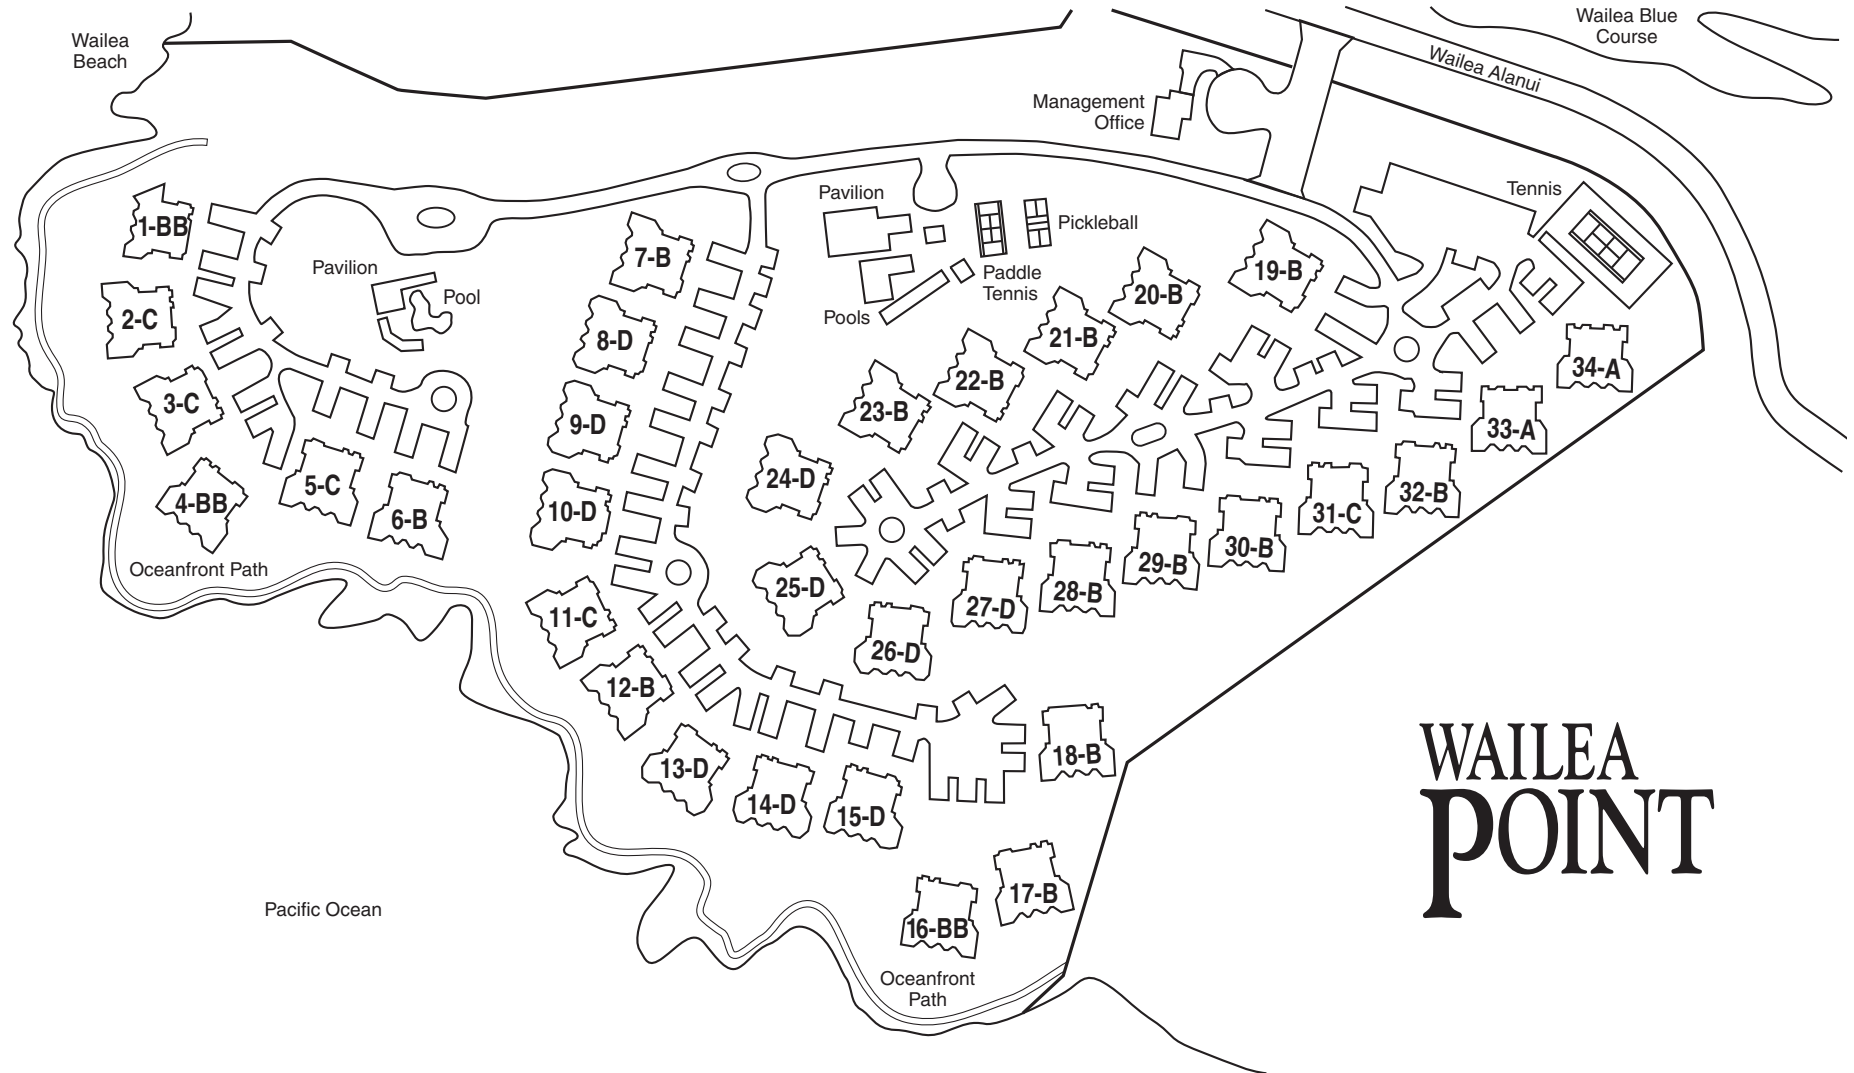 Wailea Blue
Course
Wailea
Beach
Wailea Alanui
Management
Office
Pavilion
Tennis
1-BB
Pickleball
7-B
Pavilion
19-B
Paddle
Tennis
Pool
20-B
2-C
Pools
8-D
21-B
34-A
22-B
3-C
23-B
9-D
33-A
24-D
5-C
32-B
4-BB
10-D
31-C
6-B
30-B
29-B
Oceanfront Path
25-D
28-B
27-D
11-C
26-D
12-B
18-B
WAILEA
POINT
13-D
14-D
15-D
17-B
Pacific Ocean
16-BB
Oceanfront
Path